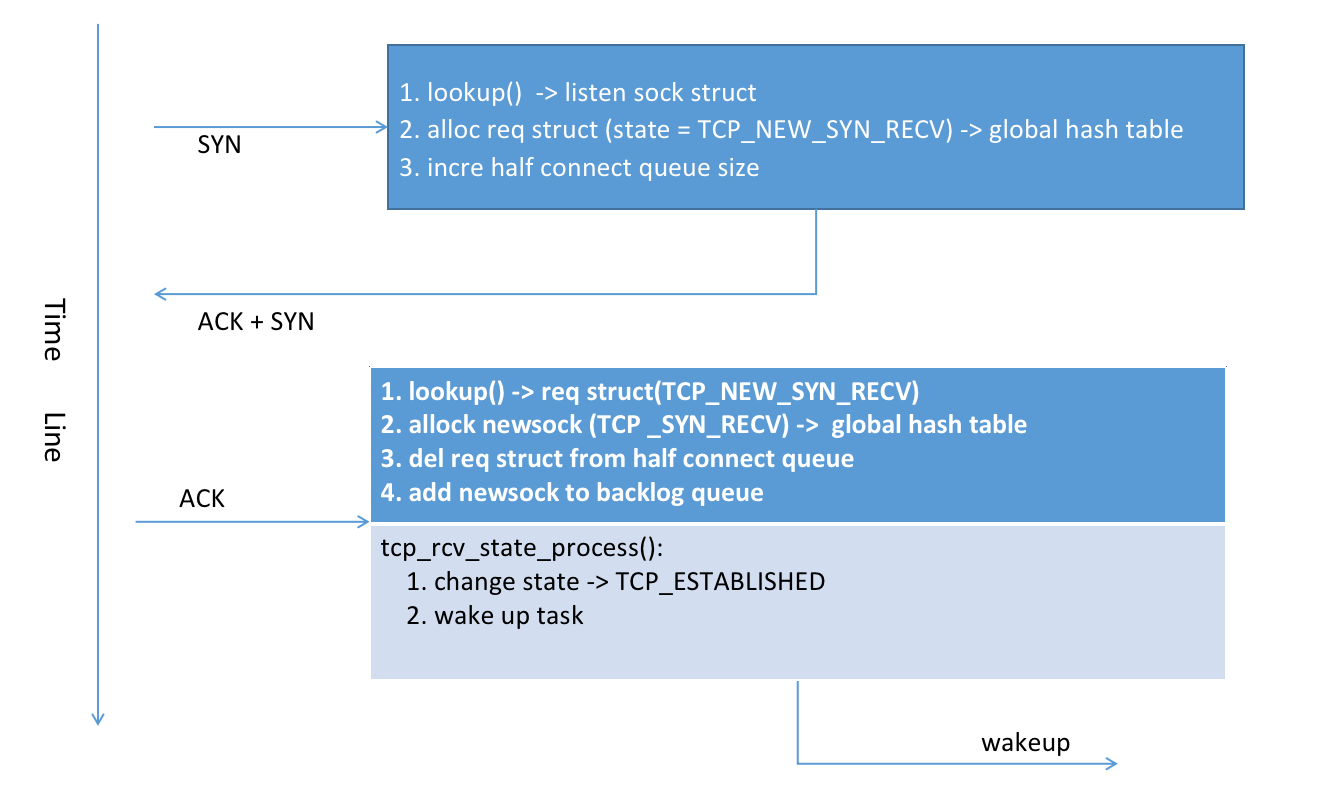 1. lookup()  -> listen sock struct
2. alloc req struct (state = TCP_NEW_SYN_RECV) -> global hash table
3. incre half connect queue size
SYN
ACK + SYN
Time Line
1. lookup() -> req struct(TCP_NEW_SYN_RECV)
2. allock newsock (TCP _SYN_RECV) ->  global hash table
3. del req struct from half connect queue
4. add newsock to backlog queue
ACK
tcp_rcv_state_process():
1. change state -> TCP_ESTABLISHED
2. wake up task
wakeup